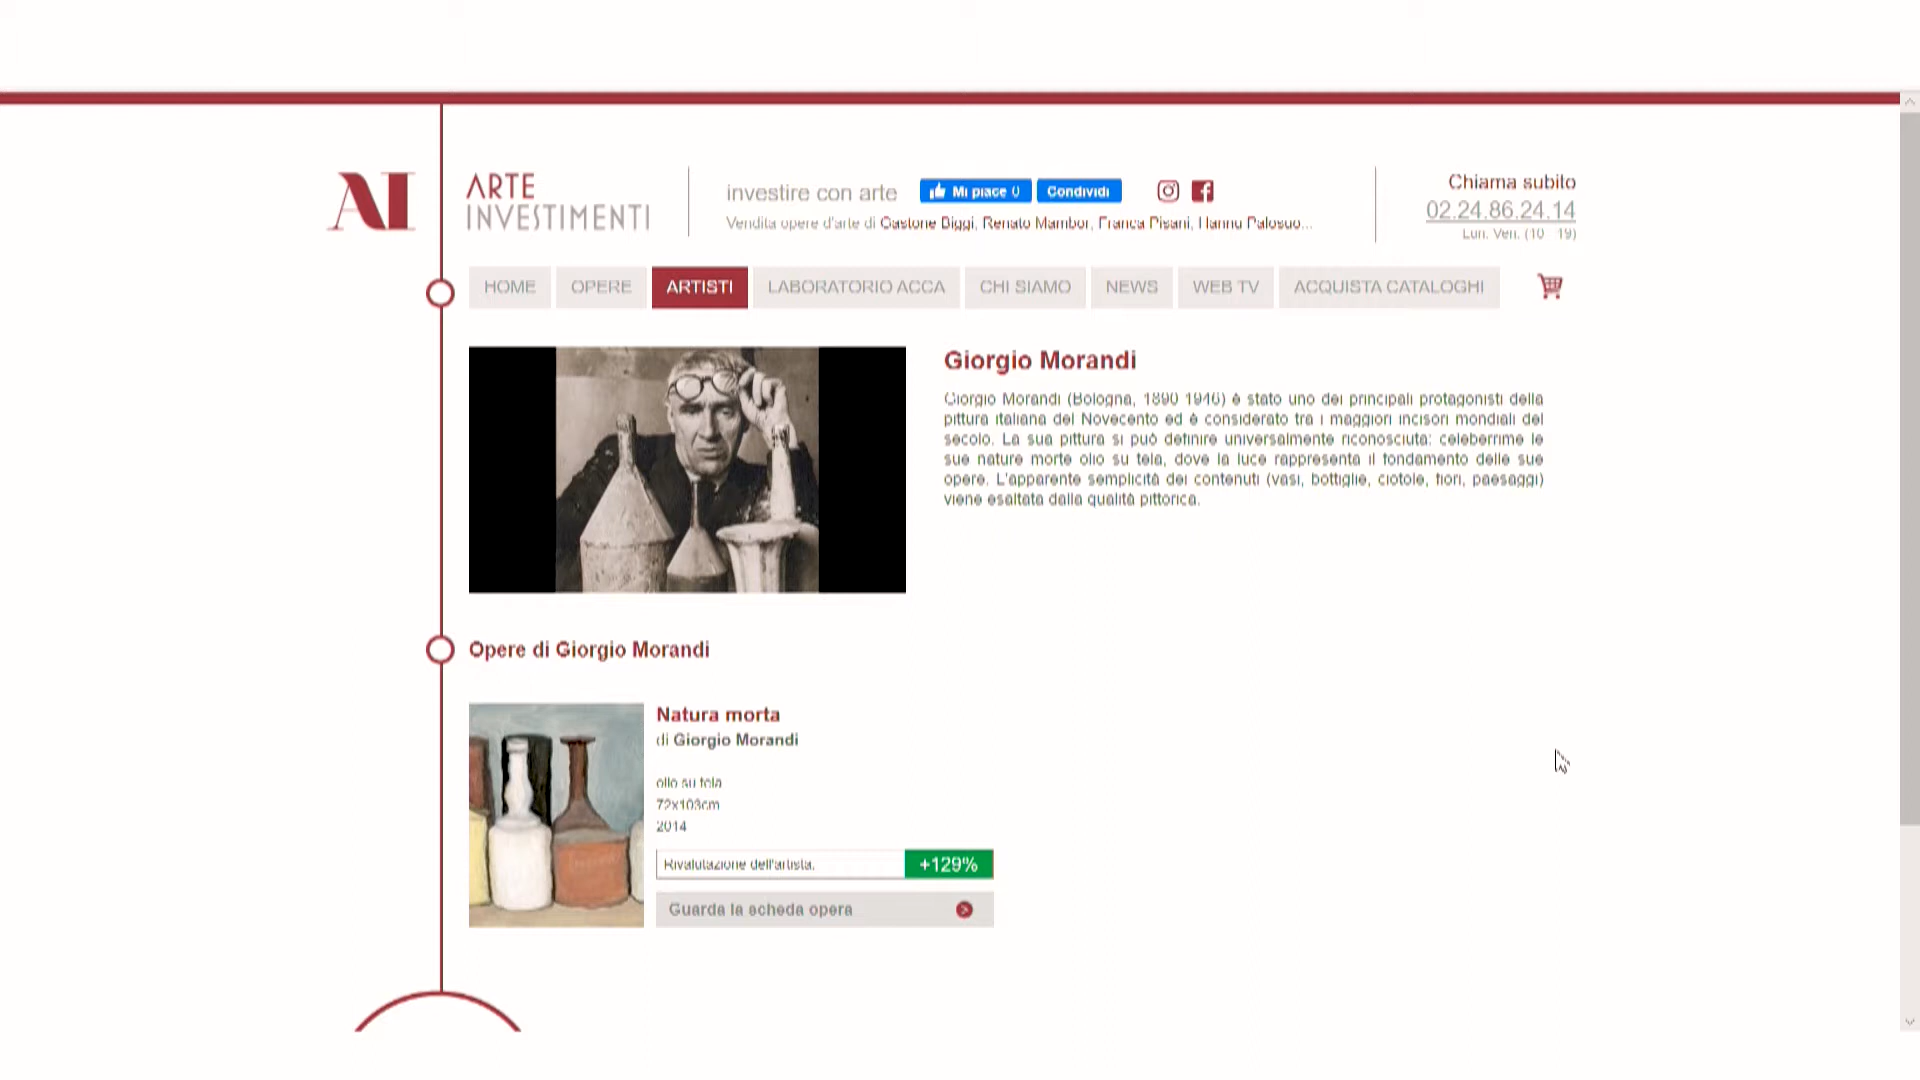 AI
ARTE
INVESTIMENTI
investire con arte
Mi piace 0
Condividi
Vendita opere d'arte di Gastone Biggi, Renato Mambor, Franca Pisani, Hannu Palosuo...
Chiama subito
02.24.86.24.14
Lun. Ven. (10 19)
HOME
OPERE
ARTISTI
LABORATORIO ACCA
CHI SIAMO
NEWS
WEB TV
ACQUISTA CATALOGHI
Giorgio Morandi
Giorgio Morandi (Bologna, 1890 1946) è stato uno dei principali protagonisti della
pittura italiana del Novecento ed è considerato tra i maggiori incisori mondiali del
secolo. La sua pittura si può definire universalmente riconosciuta: celeberrime le
sue nature morte olio su tela, dove la luce rappresenta il fondamento delle sue
opere. L'apparente semplicità dei contenuti (vasi, bottiglie, ciotole, fiori, paesaggi)
viene esaltata dalla qualità pittorica.
Opere di Giorgio Morandi
Natura morta
di Giorgio Morandi
olio su tela
72x103cm
2014
Rivalutazione dell'artista.
+129%
Guarda la scheda opera